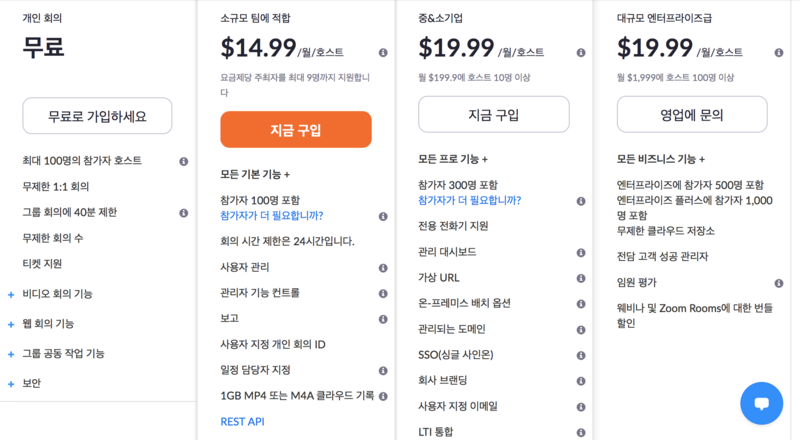 개인 회의
무료
무료로 가입하세요
최대 100명의 참가자 호스트
무제한 1:1 회의
그룹 회의에 40분 제한
무제한 회의 수
티켓 지원
+ 비디오 회의 기능
+ 웹 회의 기능
+ 그룹 공동 작업 기능
+ 보안
소규모 팀에 적합
$14.99 /월/호스트
요금제당 주최자를 최대 9명까지 지원합니
다
지금 구입
모든 기본 기능 +
참가자 100명 포함
참가자가 더 필요합니까?
회의 시간 제한은 24시간입니다.
사용자 관리
관리자 기능 컨트롤
보고
사용자 지정 개인 회의 ID
일정 담당자 지정
1GB MP4 또는 M4A 클라우드 기록
REST API
중&소기업
$19.99 /월/호스트
월 $199.9에 호스트 10명 이상
지금 구입
모든 프로 기능 +
참가자 300명 포함
참가자가 더 필요합니까?
전용 전화기 지원
관리 대시보드
가상 URL
온-프레미스 배치 옵션
관리되는 도메인
SSO(싱글 사인온)
회사 브랜딩
사용자 지정 이메일
LTI 통합
대규모 엔터프라이즈급
$19.99 /월/호스트
월 $1,999에 호스트 100명 이상
영업에 문의
모든 비즈니스 기능 +
엔터프라이즈에 참가자 500명 포함
엔터프라이즈 플러스에 참가자 1,000
명 포함
무제한 클라우드 저장소
전담 고객 성공 관리자
임원 평가
웨비나 및 Zoom Rooms에 대한 번들
할인